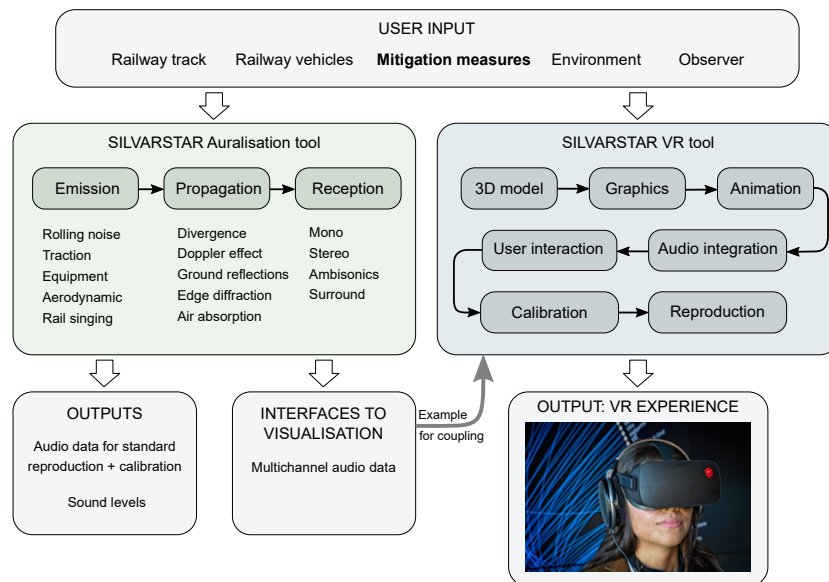 USER INPUT
Railway track Railway vehicles Mitigation measures Environment Observer
SILVARSTAR Auralisation tool
Emission Propagation Reception
Rolling noise
Traction
Equipment
Aerodynamic
Rail singing
Divergence
Doppler effect
Ground reflections
Edge diffraction
Air absorption
Mono
Stereo
Ambisonics
Surround
SILVARSTAR VR tool
3D model Graphics Animation
User interaction Audio integration
Calibration Reproduction
OUTPUTS
Audio data for standard
reproduction + calibration
Sound levels
INTERFACES TO
VISUALISATION
Multichannel audio data
Example
for coupling
OUTPUT: VR EXPERIENCE